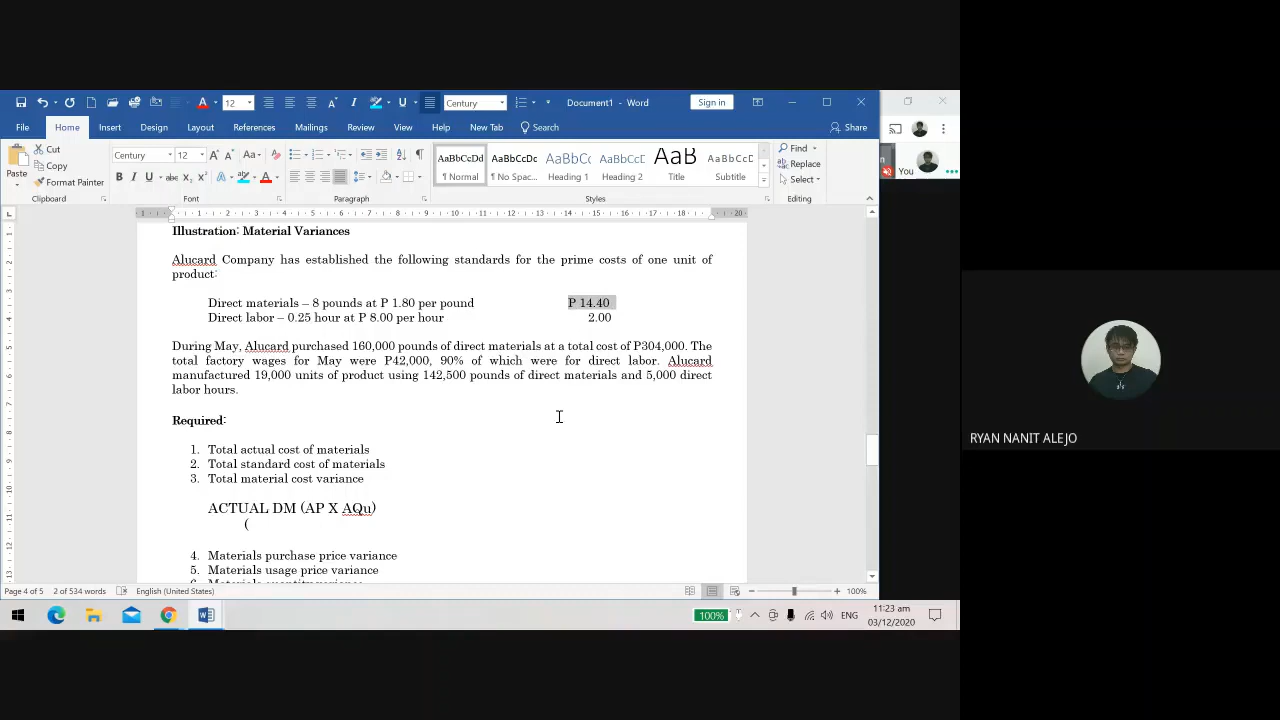 12 Century Document1 - Word Sign in
File Home Insert Design Layout References Mailings Review View Help New Tab Search Share
Paste Cut Copy Format Painter Clipboard
Century 12 Aa Font
Paragraph
AaBbCcDd ¶ Normal AaBbCcDc ¶ No Spac... AaBbC( Heading 1 AaBbCcC Heading 2 AaB Title AaBbCcC Subtitle Styles
Find Replace Select Editing
You
Illustration: Material Variances
Alucard Company has established the following standards for the prime costs of one unit of
product:
Direct materials – 8 pounds at P 1.80 per pound P 14.40
Direct labor – 0.25 hour at P 8.00 per hour 2.00
During May, Alucard purchased 160,000 pounds of direct materials at a total cost of P304,000. The
total factory wages for May were P42,000, 90% of which were for direct labor. Alucard
manufactured 19,000 units of product using 142,500 pounds of direct materials and 5,000 direct
labor hours.
Required:
1. Total actual cost of materials
2. Total standard cost of materials
3. Total material cost variance
ACTUAL DM (AP X AQu)
(
4. Materials purchase price variance
5. Materials usage price variance
Page 4 of 5 2 of 534 words English (United States) 100%
100% ENG 11:23 am
03/12/2020
RYAN NANIT ALEJO